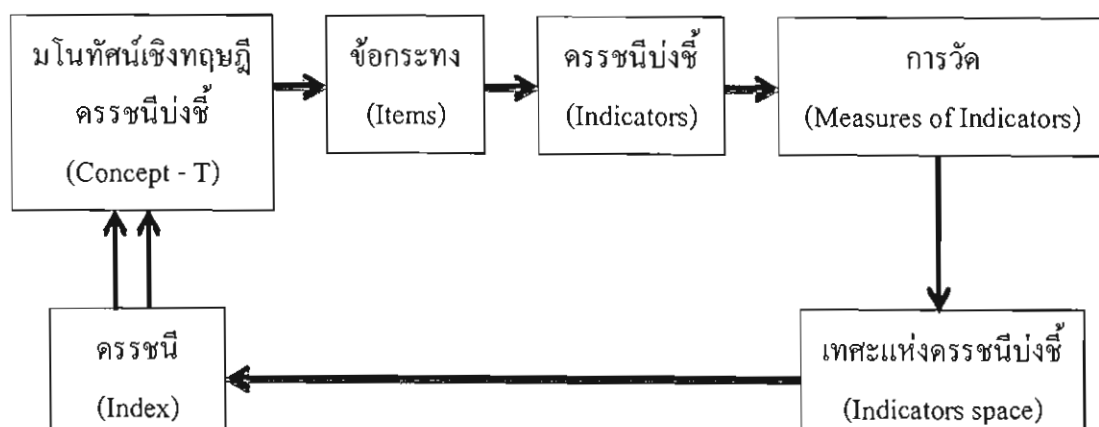 มโนทัศน์เชิงทฤษฎี
ดรรชนีบ่งชี้
(Concept - T)
ข้อกระทง
(Items)
ดรรชนีบ่งชี้
(Indicators)
การวัด
(Measures of Indicators)
ดรรชนี
(Index)
เทศะแห่งดรรชนีบ่งชี้
(Indicators space)